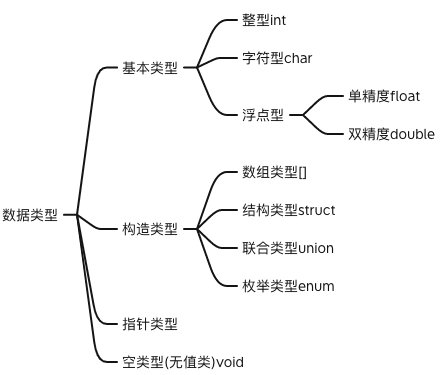 数据类型
基本类型
整型int
字符型char
浮点型
单精度float
双精度double
构造类型
数组类型[]
结构类型struct
联合类型union
枚举类型enum
指针类型
空类型(无值类)void